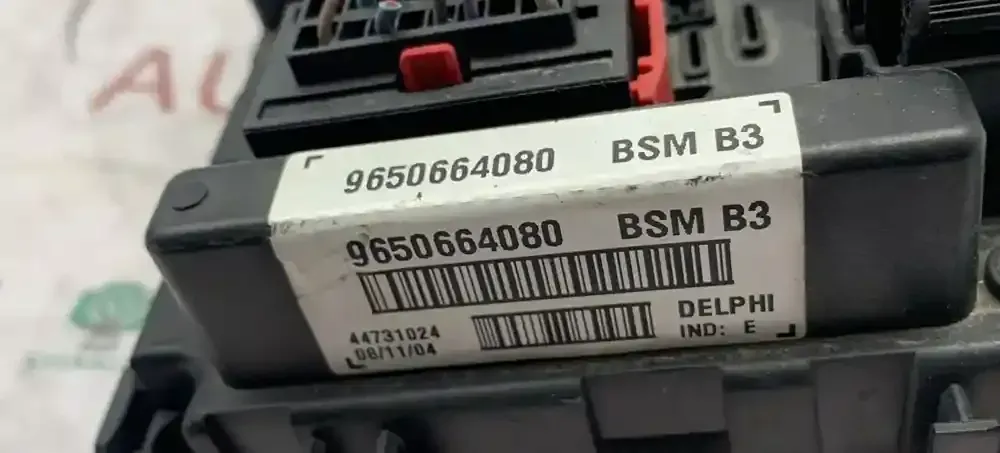 9650664080 BSM B3
9650664080 BSM B3
44731024
08/11/04
DELPHI
IND: E